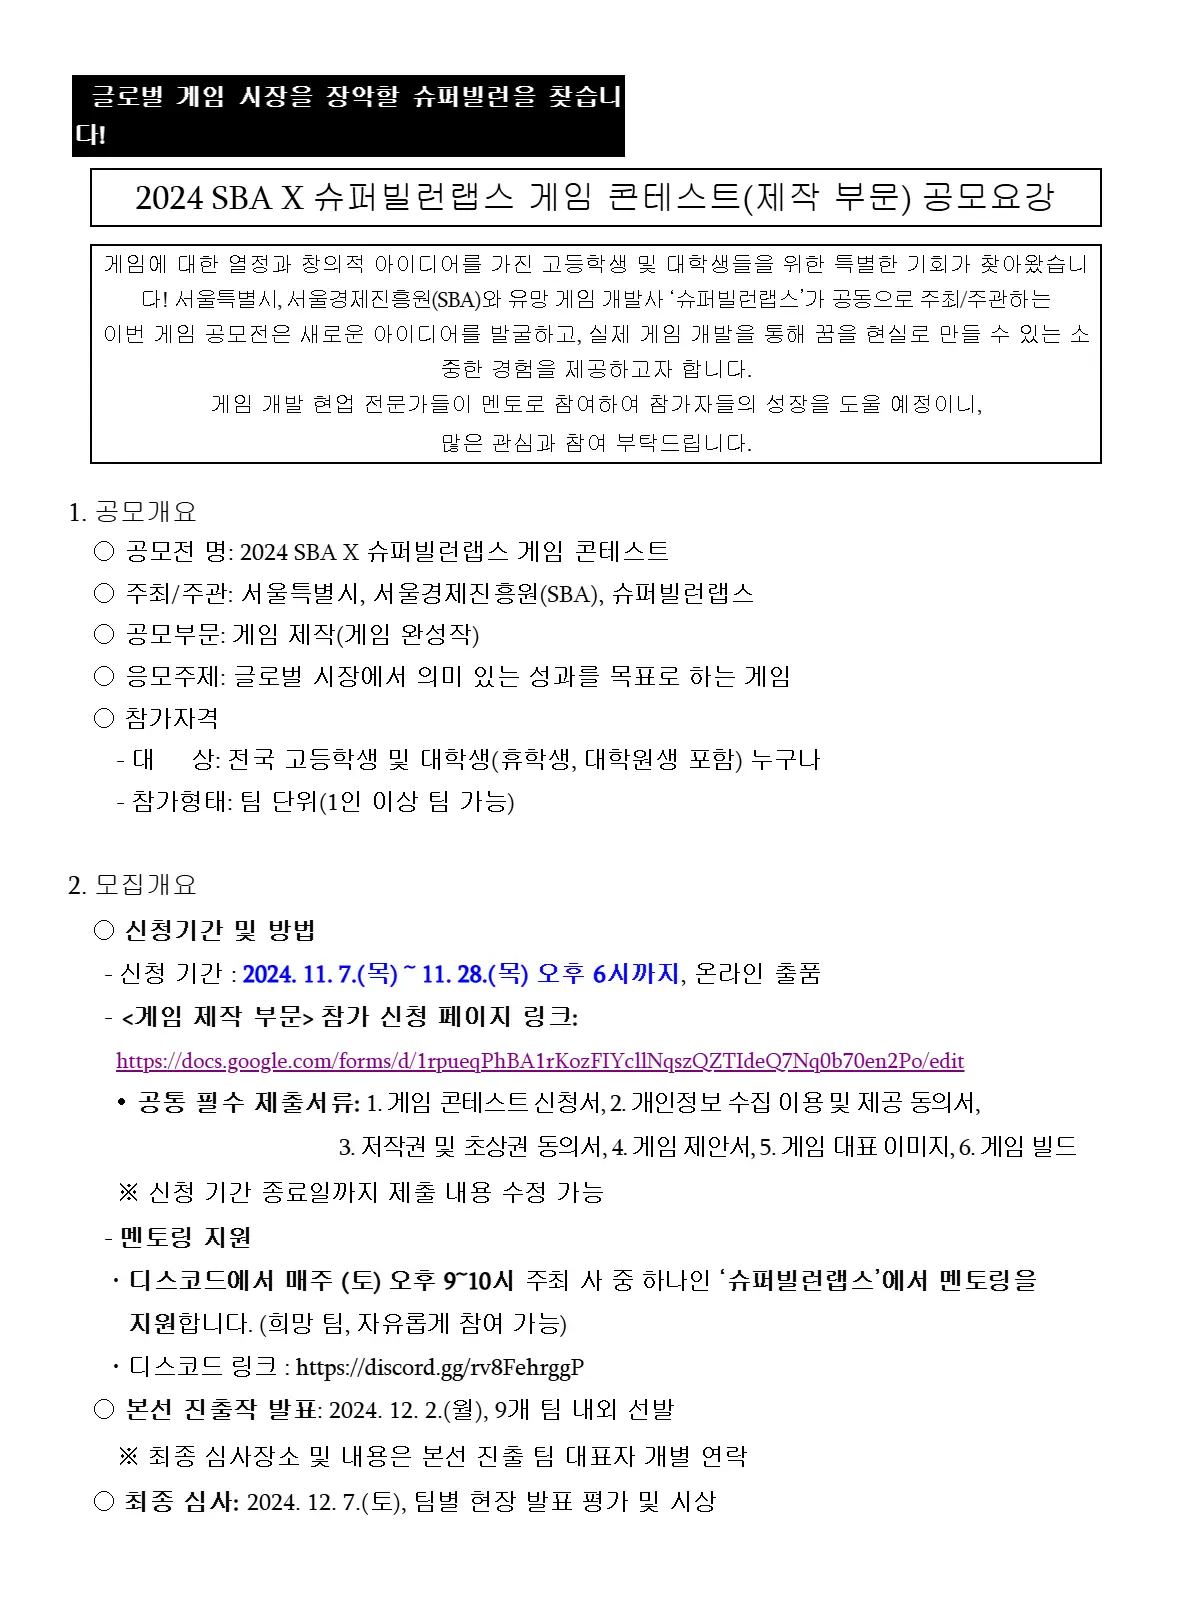 글로벌 게임 시장을 장악할 슈퍼빌런을 찾습니
다!
2024 SBA X 슈퍼빌런랩스 게임 콘테스트(제작 부문) 공모요강
게임에 대한 열정과 창의적 아이디어를 가진 고등학생 및 대학생들을 위한 특별한 기회가 찾아왔습니
다! 서울특별시, 서울경제진흥원(SBA)와 유망 게임 개발사 ‘슈퍼빌런랩스’가 공동으로 주최/주관하는
이번 게임 공모전은 새로운 아이디어를 발굴하고, 실제 게임 개발을 통해 꿈을 현실로 만들 수 있는 소
중한 경험을 제공하고자 합니다.
게임 개발 현업 전문가들이 멘토로 참여하여 참가자들의 성장을 도울 예정이니,
많은 관심과 참여 부탁드립니다.
1. 공모개요
○ 공모전 명: 2024 SBA X 슈퍼빌런랩스 게임 콘테스트
○ 주최/주관: 서울특별시, 서울경제진흥원(SBA), 슈퍼빌런랩스
○ 공모부문: 게임 제작(게임 완성작)
○ 응모주제: 글로벌 시장에서 의미 있는 성과를 목표로 하는 게임
○ 참가자격
- 대 상: 전국 고등학생 및 대학생(휴학생, 대학원생 포함) 누구나
- 참가형태: 팀 단위(1인 이상 팀 가능)
2. 모집개요
○ 신청기간 및 방법
- 신청 기간 : 2024. 11. 7.(목) ~ 11. 28.(목) 오후 6시까지, 온라인 출품
- <게임 제작 부문> 참가 신청 페이지 링크:
https://docs.google.com/forms/d/1rpueqPhBA1rKozFIYcllNqszQZTIdeQ7Nq0b70en2Po/edit
• 공통 필수 제출서류: 1. 게임 콘테스트 신청서, 2. 개인정보 수집 이용 및 제공 동의서,
3. 저작권 및 초상권 동의서, 4. 게임 제안서, 5. 게임 대표 이미지, 6. 게임 빌드
※ 신청 기간 종료일까지 제출 내용 수정 가능
- 멘토링 지원
· 디스코드에서 매주 (토) 오후 9~10시 주최 사 중 하나인 ‘슈퍼빌런랩스’에서 멘토링을
지원합니다. (희망 팀, 자유롭게 참여 가능)
· 디스코드 링크 : https://discord.gg/rv8FehrggP
○ 본선 진출작 발표: 2024. 12. 2.(월), 9개 팀 내외 선발
※ 최종 심사장소 및 내용은 본선 진출 팀 대표자 개별 연락
○ 최종 심사: 2024. 12. 7.(토), 팀별 현장 발표 평가 및 시상